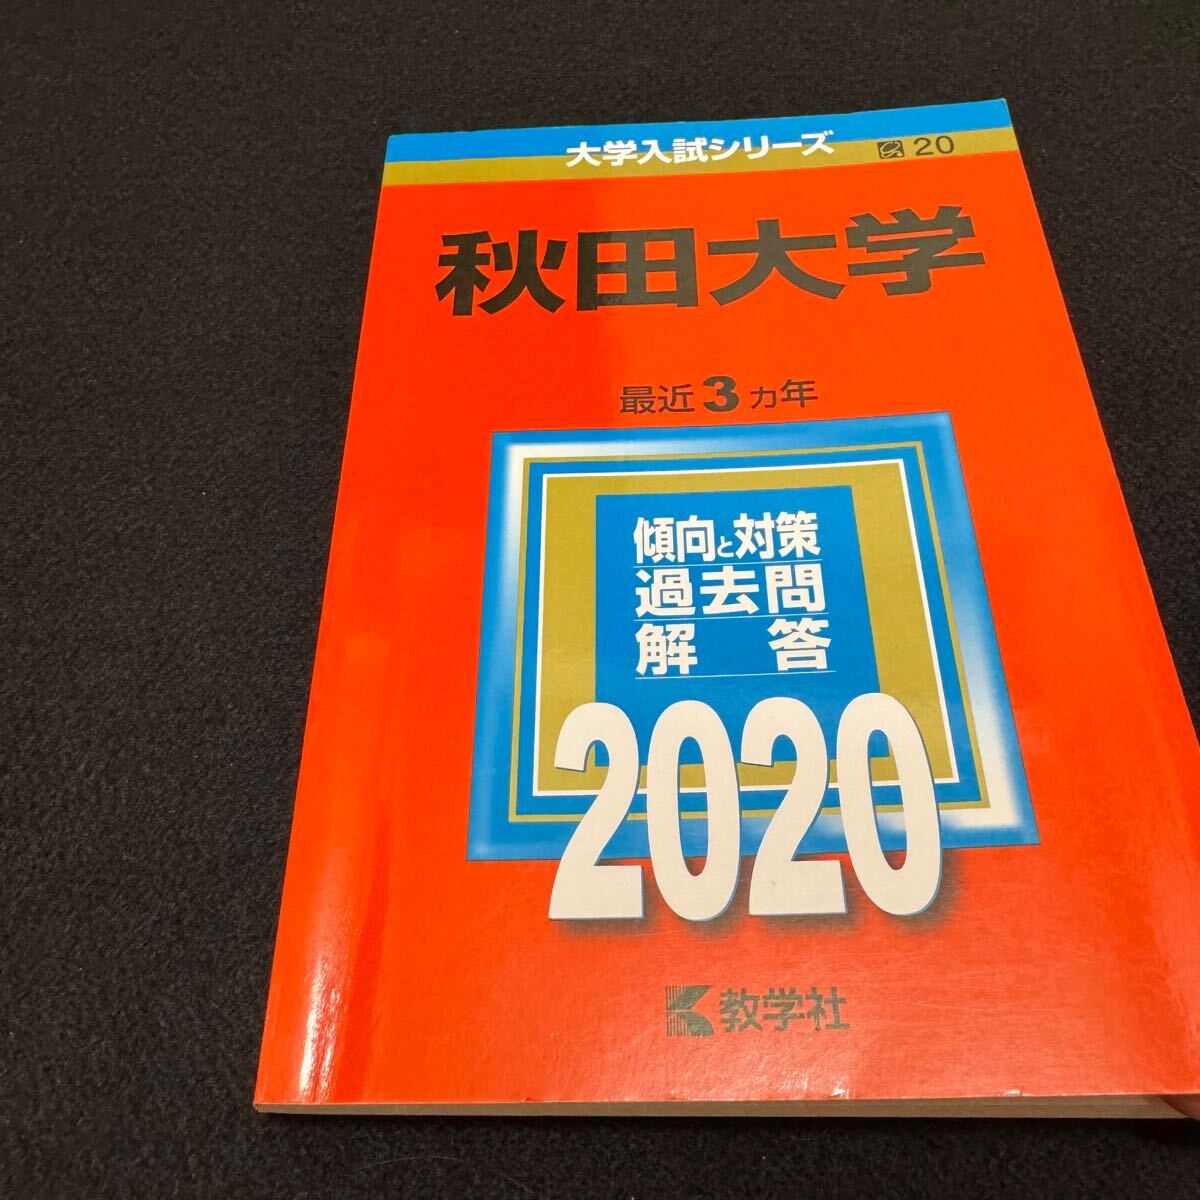 大学入試シリーズ 20
秋田大学
最近3ヵ年
傾向と対策
過去問
解答
2020
教学社